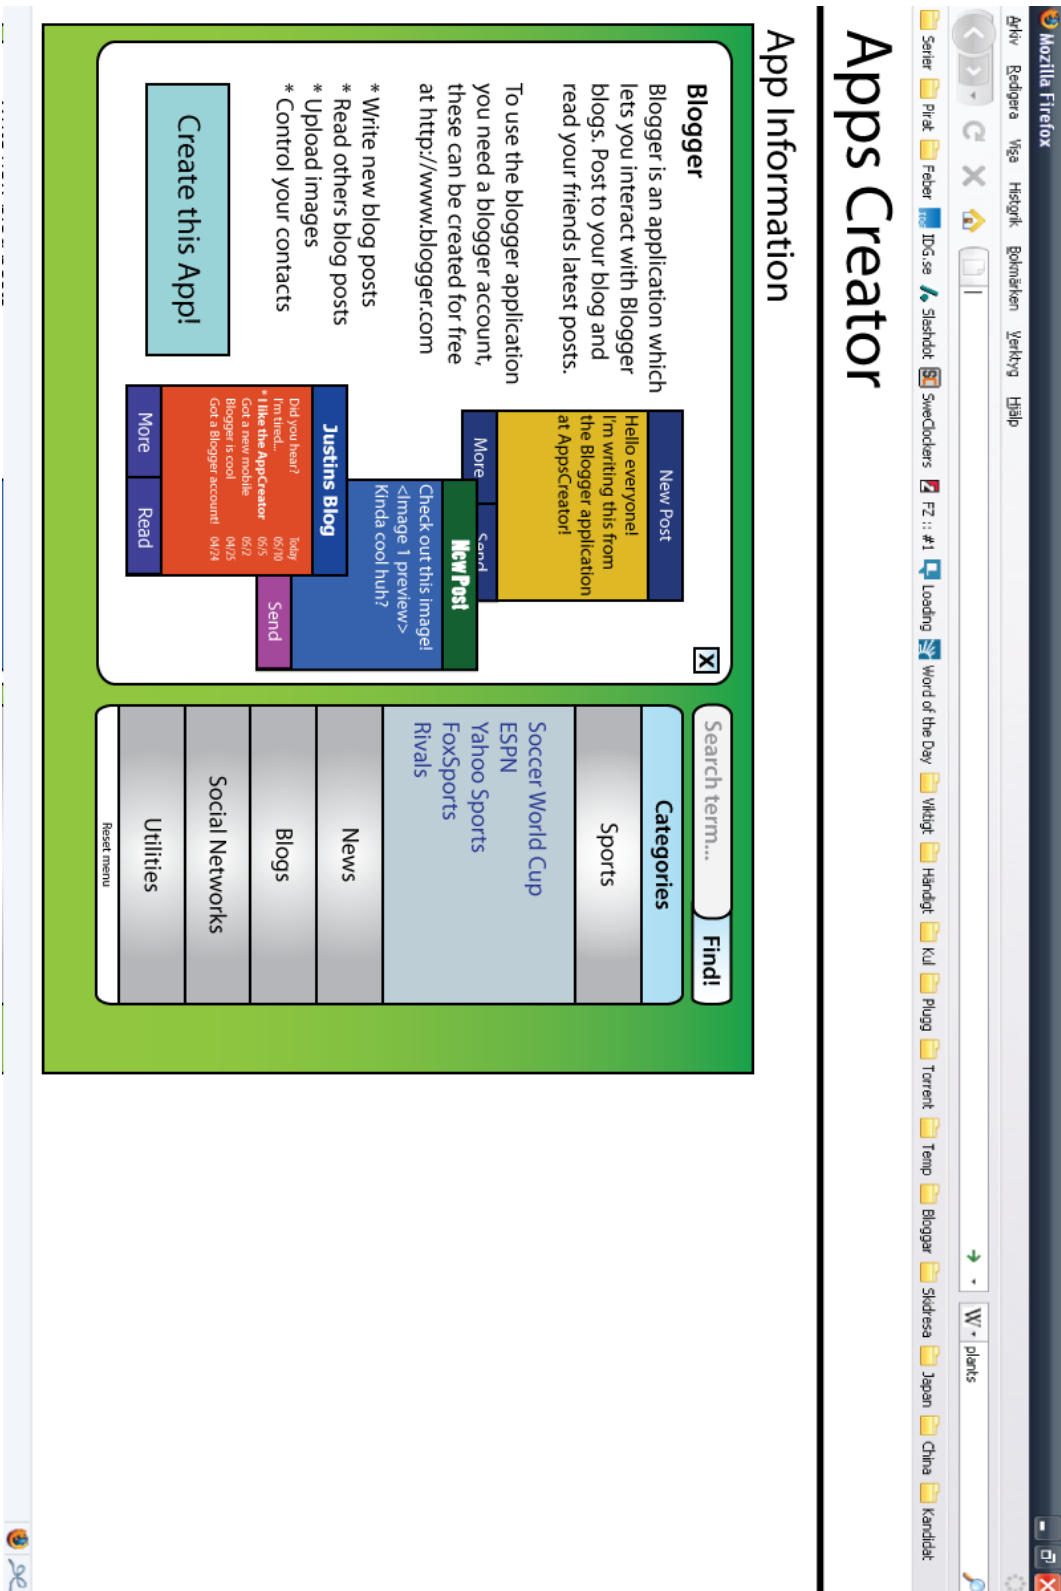 Mozilla Firefox
Arkiv Redigera Visa Historik Bokmärken Verktyg Hjälp
W plants
Serier Pirat Feber IDG.se Slashdot SweClockers FZ :: #1 Loading Word of the Day Viktigt Händigt Kul Plugg Torrent Temp Bloggar Skidresa Japan China Kandidat
Apps Creator
App Information
Blogger
Blogger is an application which
lets you interact with Blogger
blogs. Post to your blog and
read your friends latest posts.
To use the blogger application
you need a blogger account,
these can be created for free
at http://www.blogger.com
* Write new blog posts
* Read others blog posts
* Upload images
* Control your contacts
Create this App!
New Post
Hello everyone!
I'm writing this from
the Blogger application
at AppsCreator!
More Send
New Post
Check out this image!
<Image 1 preview>
Kinda cool huh?
Send
Justins Blog
Did you hear? Today
I'm tired... 05/10
* I like the AppCreator 05/5
Got a new mobile 05/2
Blogger is cool 04/25
Got a Blogger account! 04/24
More Read
X
Search term... Find!
Categories
Sports
Soccer World Cup
ESPN
Yahoo Sports
FoxSports
Rivals
News
Blogs
Social Networks
Utilities
Reset menu